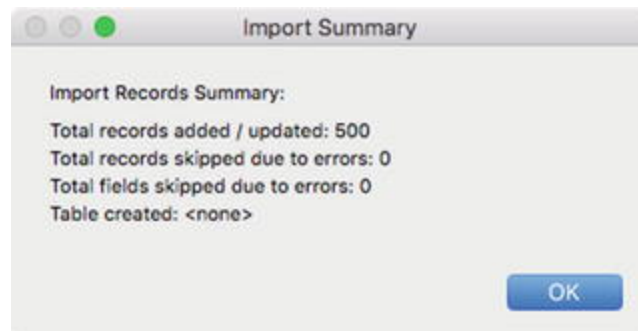 Import Summary
Import Records Summary:
Total records added / updated: 500
Total records skipped due to errors: 0
Total fields skipped due to errors: 0
Table created: <none>
OK